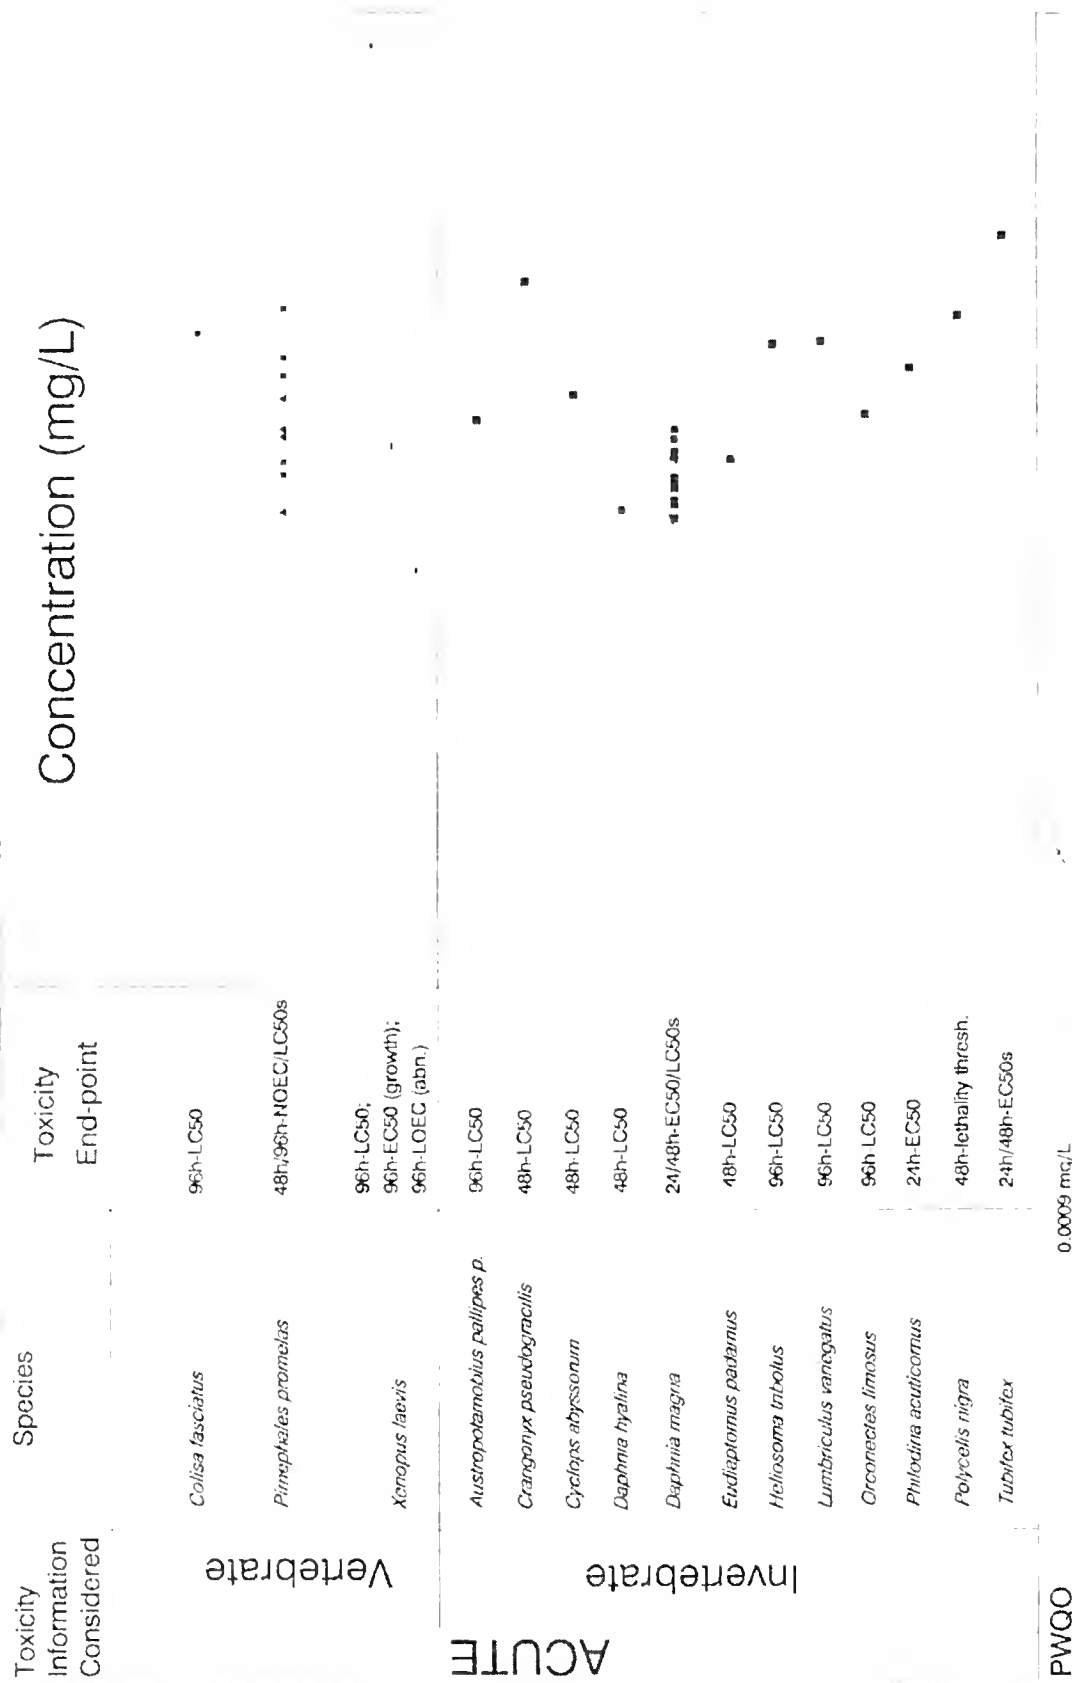 Toxicity
Information
Considered
Species
Toxicity
End-point
Concentration (mg/L)
ACUTE
Vertebrate
Colisa fasciatus
96h-LC50
Pimephales promelas
48h/96h-NOEC/LC50s
Xenopus laevis
96h-LC50;
96h-EC50 (growth);
96h-LOEC (abn.)
Invertebrate
Austropotamobius pallipes p.
96h-LC50
Crangonyx pseudogracilis
48h-LC50
Cyclops abyssorum
48h-LC50
Daphnia hyalina
48h-LC50
Daphnia magna
24/48h-EC50/LC50s
Eudiaptomus padanus
48h-LC50
Heliosoma tribolus
96h-LC50
Lumbriculus variegatus
96h-LC50
Orconectes limosus
96h-LC50
Philodina acuticornus
24h-EC50
Polycelis nigra
48h-lethality thresh.
Tubifex tubifex
24h/48h-EC50s
PWQO
0.0009 mg/L